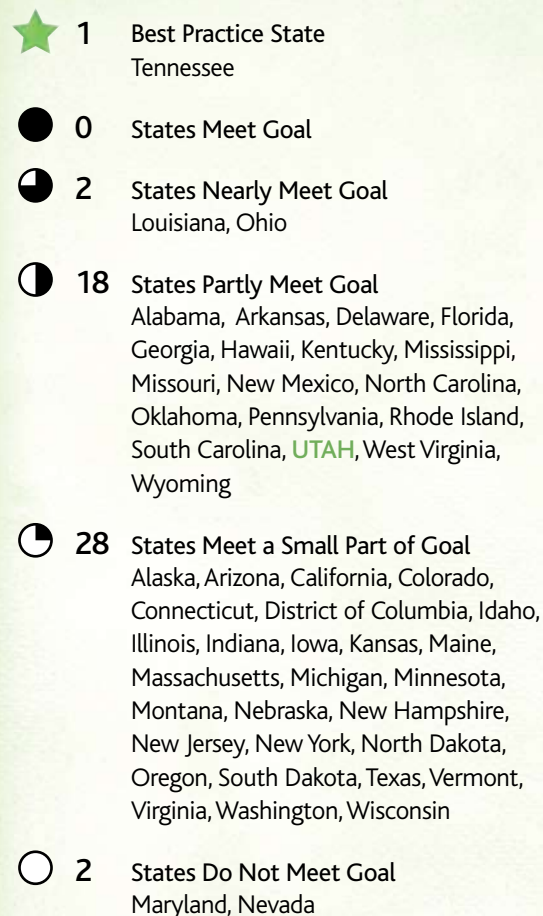 1 Best Practice State
Tennessee
0 States Meet Goal
2 States Nearly Meet Goal
Louisiana, Ohio
18 States Partly Meet Goal
Alabama, Arkansas, Delaware, Florida,
Georgia, Hawaii, Kentucky, Mississippi,
Missouri, New Mexico, North Carolina,
Oklahoma, Pennsylvania, Rhode Island,
South Carolina, UTAH, West Virginia,
Wyoming
28 States Meet a Small Part of Goal
Alaska, Arizona, California, Colorado,
Connecticut, District of Columbia, Idaho,
Illinois, Indiana, Iowa, Kansas, Maine,
Massachusetts, Michigan, Minnesota,
Montana, Nebraska, New Hampshire,
New Jersey, New York, North Dakota,
Oregon, South Dakota, Texas, Vermont,
Virginia, Washington, Wisconsin
2 States Do Not Meet Goal
Maryland, Nevada